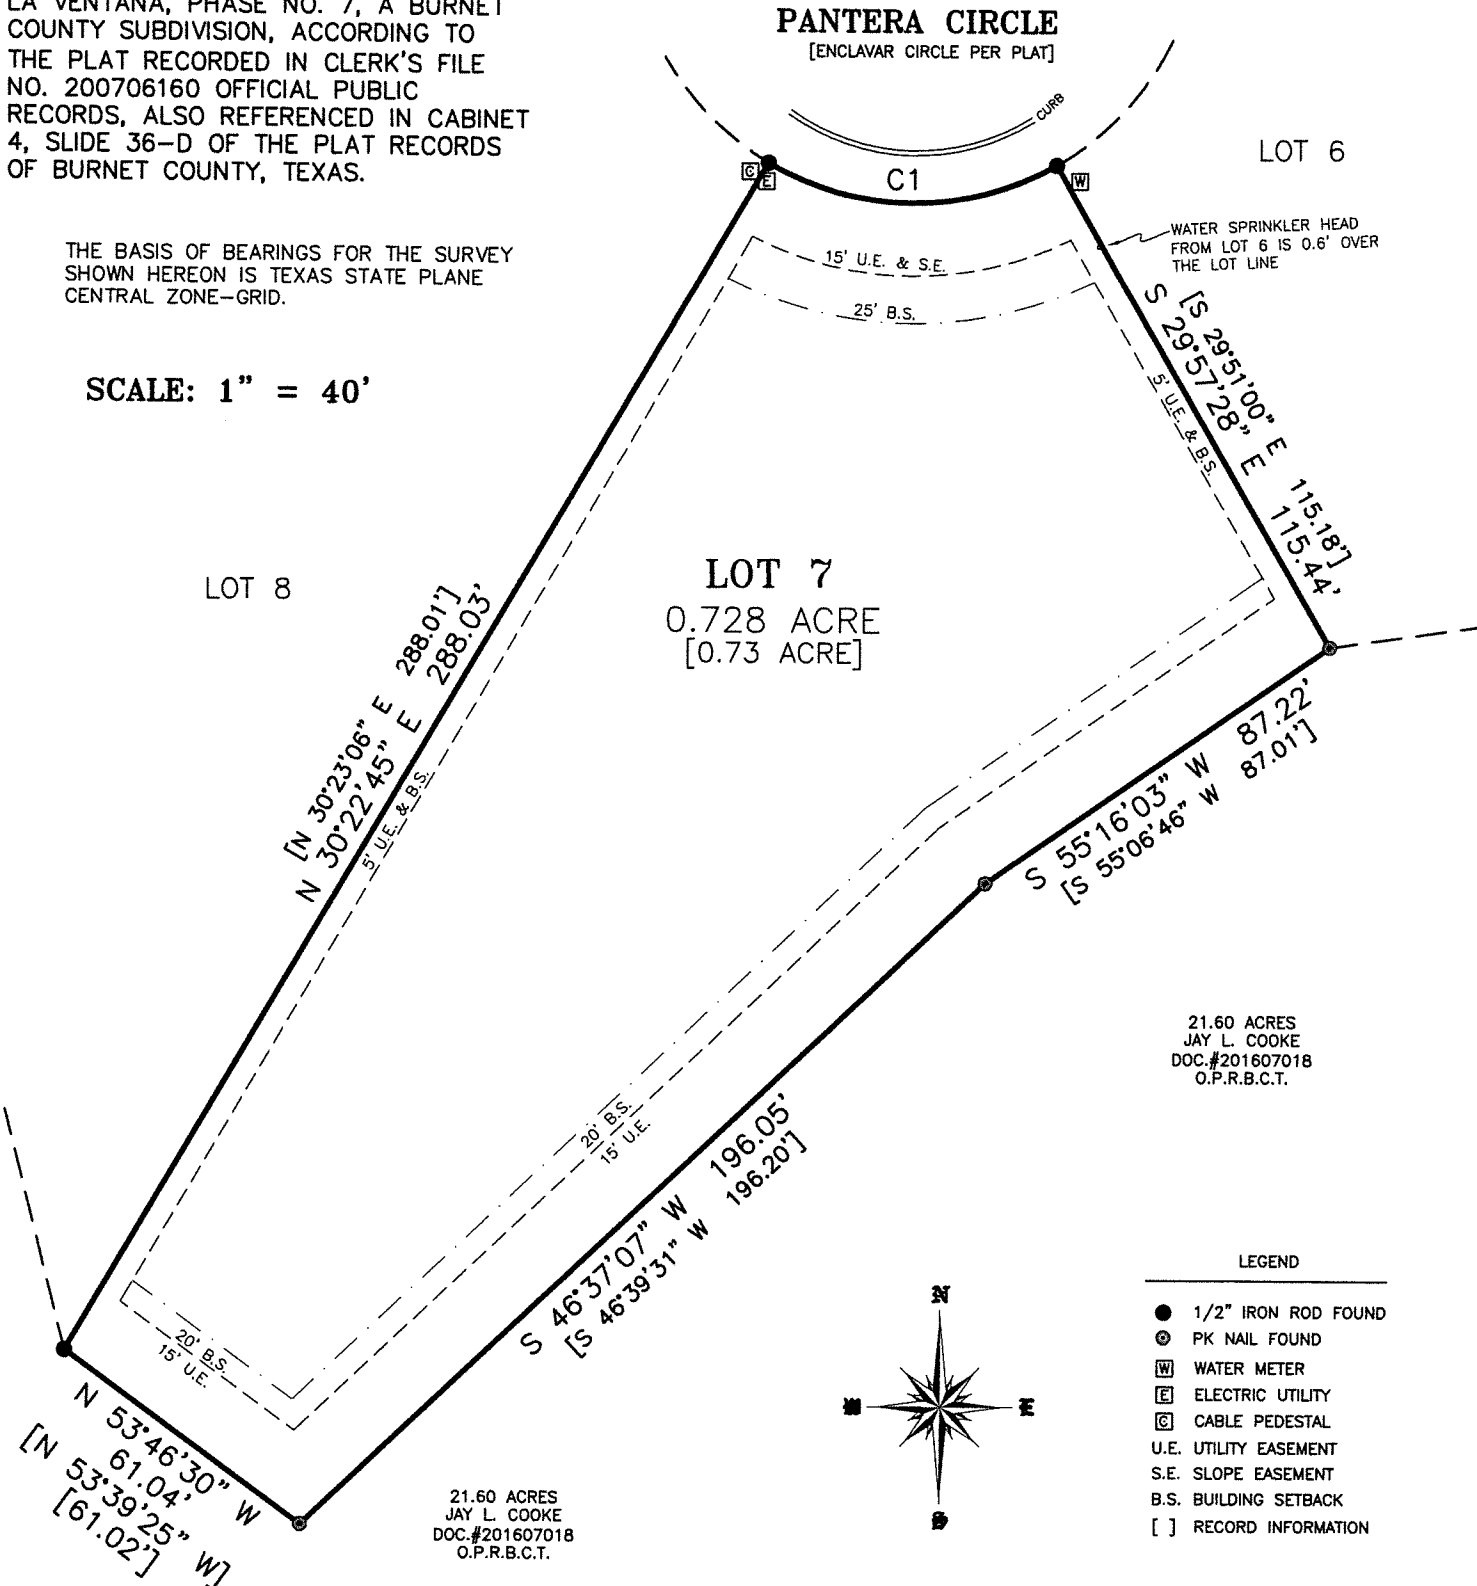 LA VENTANA, PHASE NO. 7, A BURNET
COUNTY SUBDIVISION, ACCORDING TO
THE PLAT RECORDED IN CLERK'S FILE
NO. 200706160 OFFICIAL PUBLIC
RECORDS, ALSO REFERENCED IN CABINET
4, SLIDE 36-D OF THE PLAT RECORDS
OF BURNET COUNTY, TEXAS.
PANTERA CIRCLE
[ENCLAVAR CIRCLE PER PLAT]
CURB
LOT 6
C
E
C1
W
THE BASIS OF BEARINGS FOR THE SURVEY
SHOWN HEREON IS TEXAS STATE PLANE
CENTRAL ZONE-GRID.
WATER SPRINKLER HEAD
FROM LOT 6 IS 0.6' OVER
THE LOT LINE
15' U.E. & S.E.
25' B.S.
SCALE: 1" = 40'
[S 29°51'00" E 115.18']
S 29°57'28" E 115.44'
5' U.E. & B.S.
LOT 8
LOT 7
0.728 ACRE
[0.73 ACRE]
[N 30°23'06" E 288.01']
N 30°22'45" E 288.03'
5' U.E. & B.S.
S 55°16'03" W 87.22'
[S 55°06'46" W 87.01']
21.60 ACRES
JAY L. COOKE
DOC.#201607018
O.P.R.B.C.T.
20' B.S.
15' U.E.
S 46°37'07" W 196.05'
[S 46°39'31" W 196.20']
20' B.S.
15' U.E.
N 53°46'30" W
61.04'
[N 53°39'25" W]
[61.02']
21.60 ACRES
JAY L. COOKE
DOC.#201607018
O.P.R.B.C.T.
N
W E
S
LEGEND
1/2" IRON ROD FOUND
PK NAIL FOUND
W WATER METER
E ELECTRIC UTILITY
C CABLE PEDESTAL
U.E. UTILITY EASEMENT
S.E. SLOPE EASEMENT
B.S. BUILDING SETBACK
[ ] RECORD INFORMATION